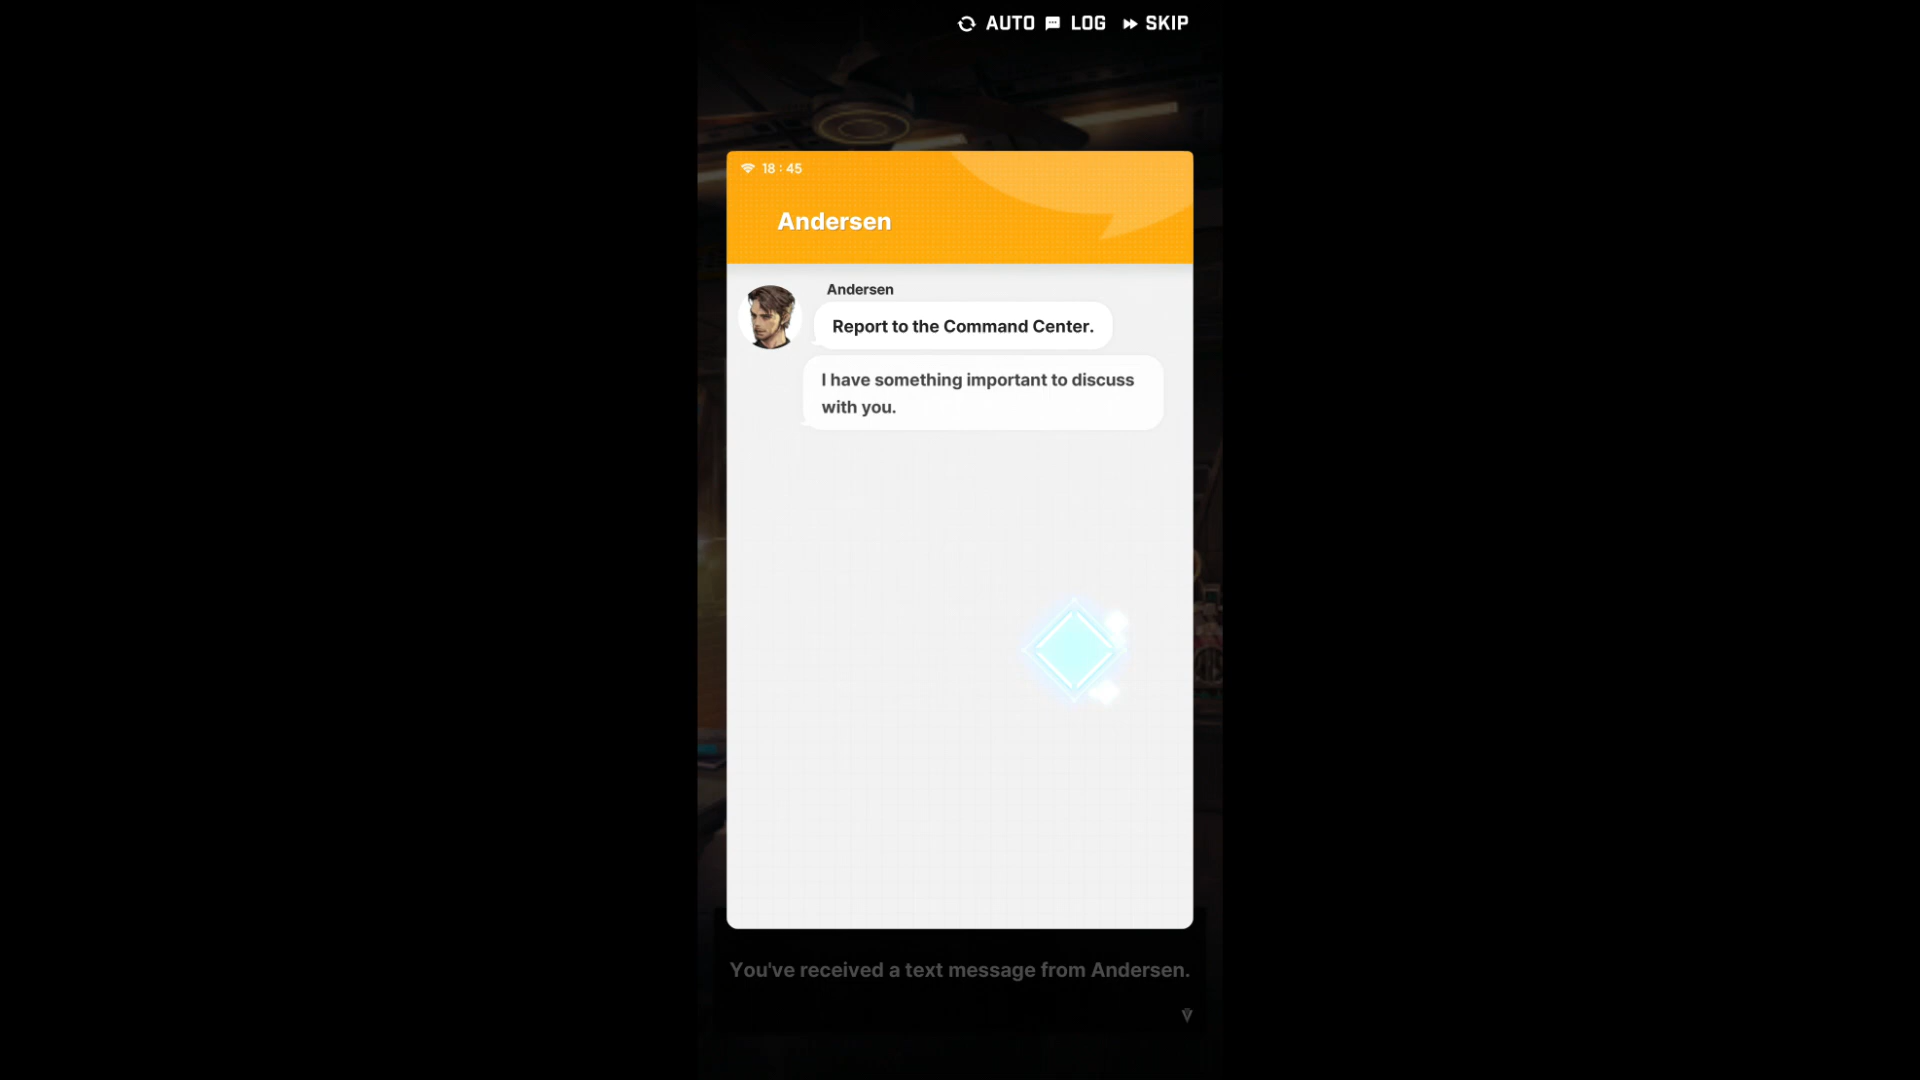 AUTO LOG SKIP
18 : 45
Andersen
Andersen
Report to the Command Center.
I have something important to discuss
with you.
You've received a text message from Andersen.